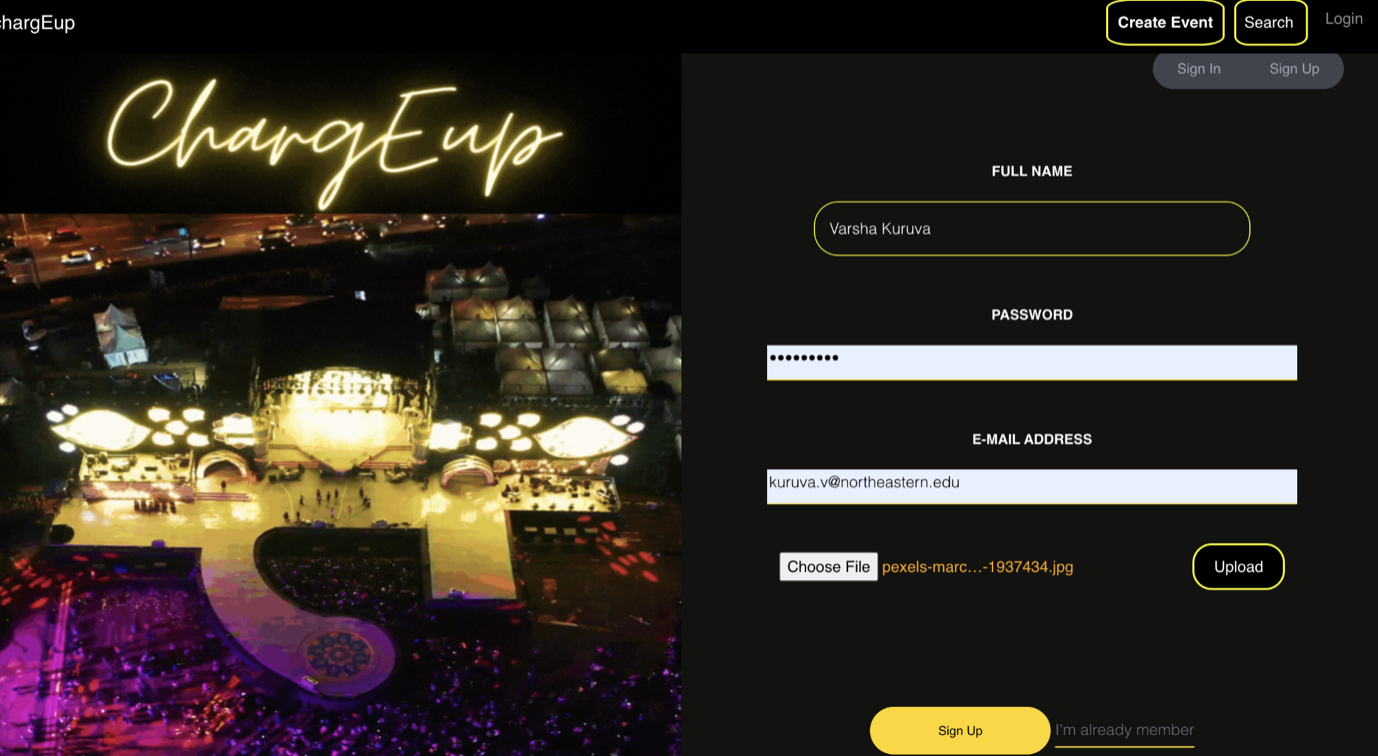 chargEup
Create Event
Search
Login
Sign In
Sign Up
ChargEup
FULL NAME
Varsha Kuruva
PASSWORD
•••••••••
E-MAIL ADDRESS
kuruva.v@northeastern.edu
Choose File pexels-marc...-1937434.jpg
Upload
Sign Up
I'm already member